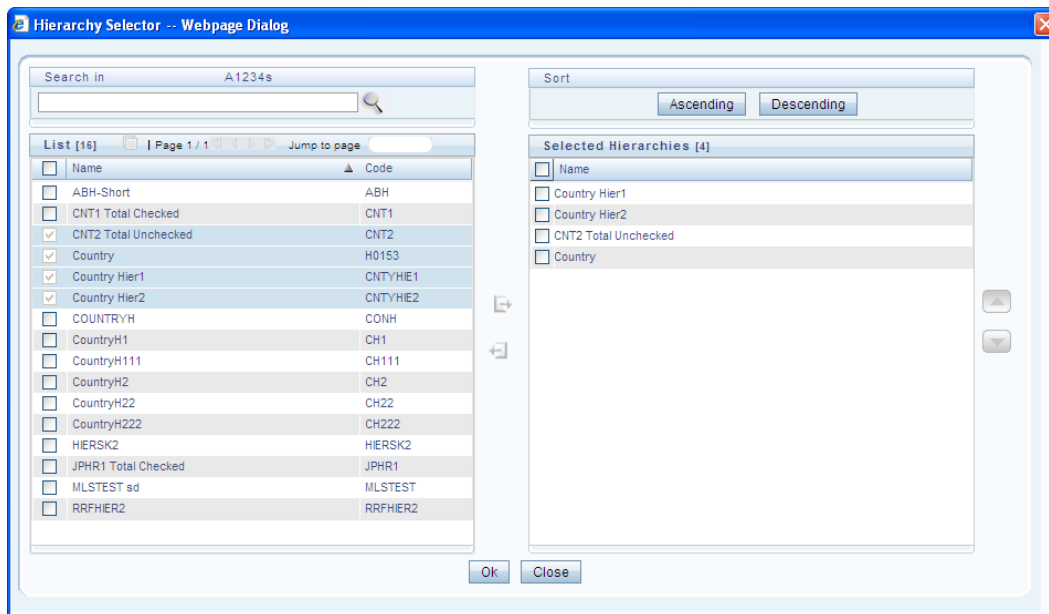 Hierarchy Selector -- Webpage Dialog
Search in A1234s
List [16] | Page 1 / 1 Jump to page
Name Code
ABH-Short ABH
CNT1 Total Checked CNT1
CNT2 Total Unchecked CNT2
Country H0153
Country Hier1 CNTYHIE1
Country Hier2 CNTYHIE2
COUNTRYH CONH
CountryH1 CH1
CountryH111 CH111
CountryH2 CH2
CountryH22 CH22
CountryH222 CH222
HIERSK2 HIERSK2
JPHR1 Total Checked JPHR1
MLSTEST sd MLSTEST
RRFHIER2 RRFHIER2
Sort
Ascending Descending
Selected Hierarchies [4]
Name
Country Hier1
Country Hier2
CNT2 Total Unchecked
Country
Ok Close